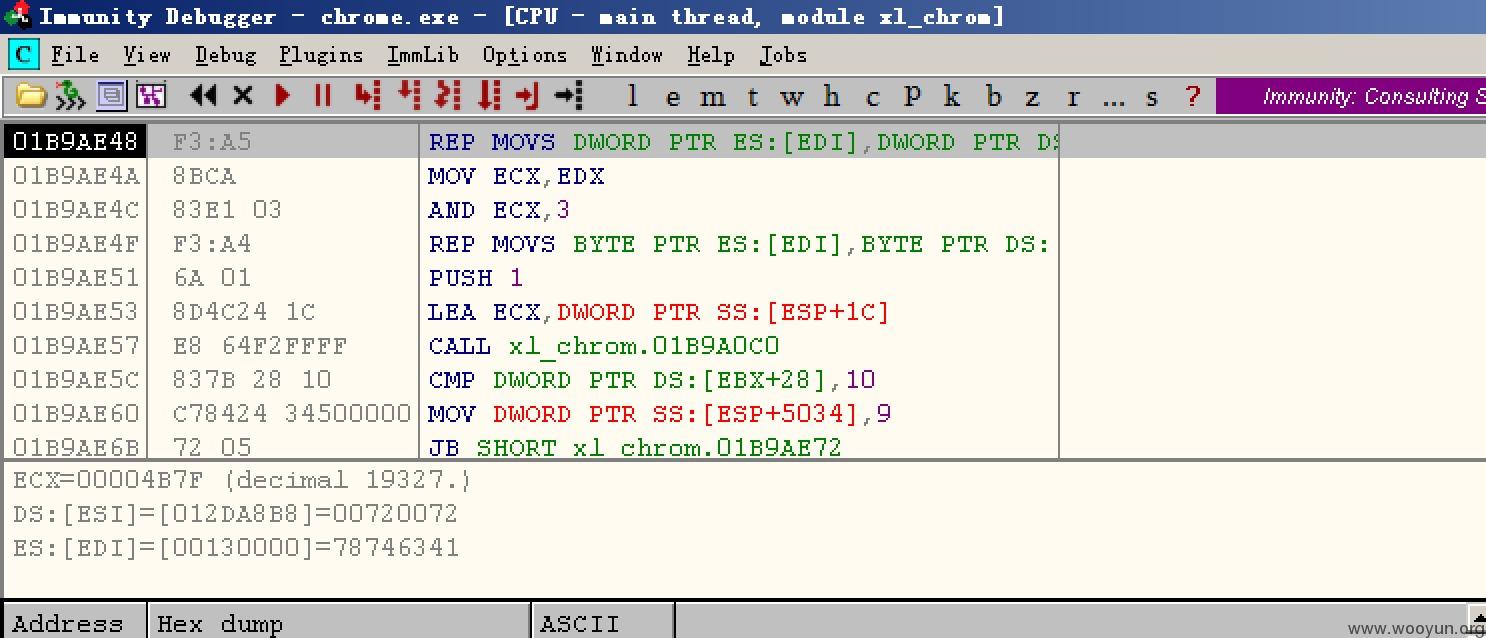 Immunity Debugger - chrome.exe - [CPU - main thread, module xl_chrom]
C File View Debug Plugins ImmLib Options Window Help Jobs
l e m t w h c P k b z r ... s ? Immunity: Consulting S
01B9AE48 F3:A5 REP MOVS DWORD PTR ES:[EDI],DWORD PTR DS
01B9AE4A 8BCA MOV ECX,EDX
01B9AE4C 83E1 03 AND ECX,3
01B9AE4F F3:A4 REP MOVS BYTE PTR ES:[EDI],BYTE PTR DS:
01B9AE51 6A 01 PUSH 1
01B9AE53 8D4C24 1C LEA ECX,DWORD PTR SS:[ESP+1C]
01B9AE57 E8 64F2FFFF CALL xl_chrom.01B9A0C0
01B9AE5C 837B 28 10 CMP DWORD PTR DS:[EBX+28],10
01B9AE60 C78424 34500000 MOV DWORD PTR SS:[ESP+5034],9
01B9AE6B 72 05 JB SHORT xl_chrom.01B9AE72
ECX=00004B7F (decimal 19327.)
DS:[ESI]=[012DA8B8]=00720072
ES:[EDI]=[00130000]=78746341
Address Hex dump ASCII
www.wooyun.org